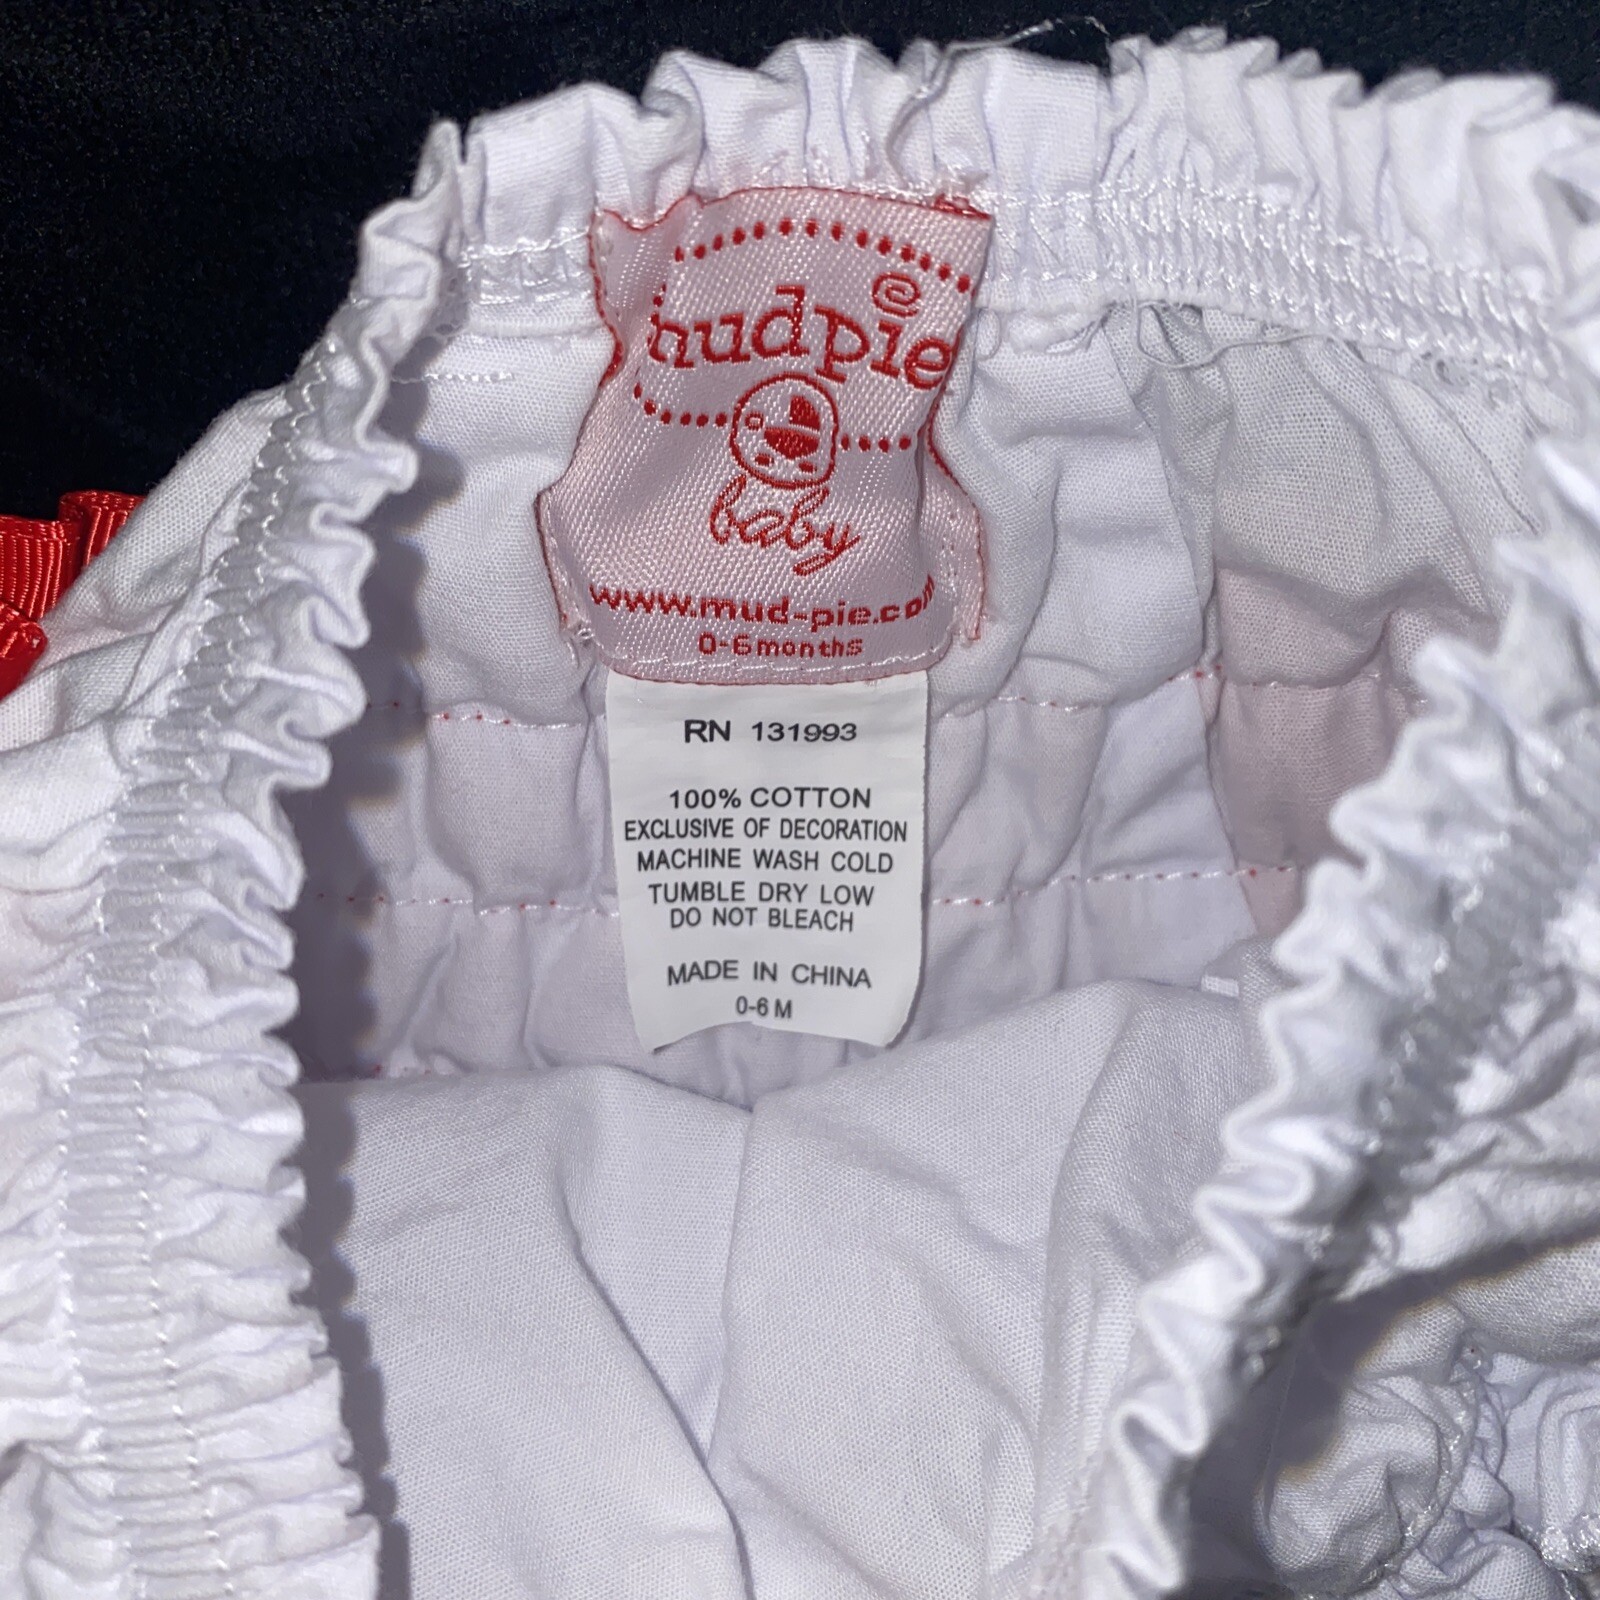 mudpie
baby
www.mud-pie.com
0-6months
RN 131993
100% COTTON
EXCLUSIVE OF DECORATION
MACHINE WASH COLD
TUMBLE DRY LOW
DO NOT BLEACH
MADE IN CHINA
0-6 M